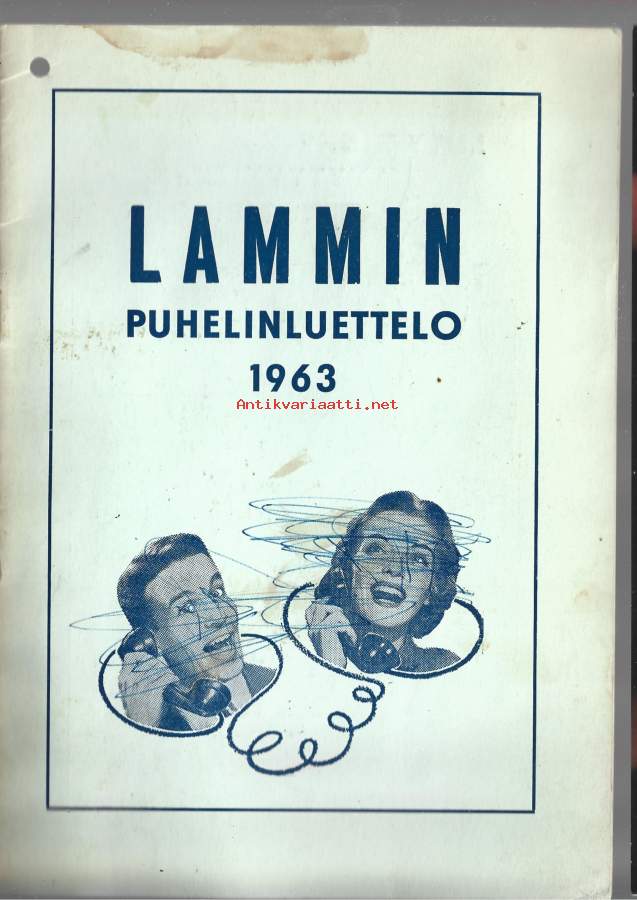 LAMMIN
PUHELINLUETTELO
1963
Antikvariaatti.net